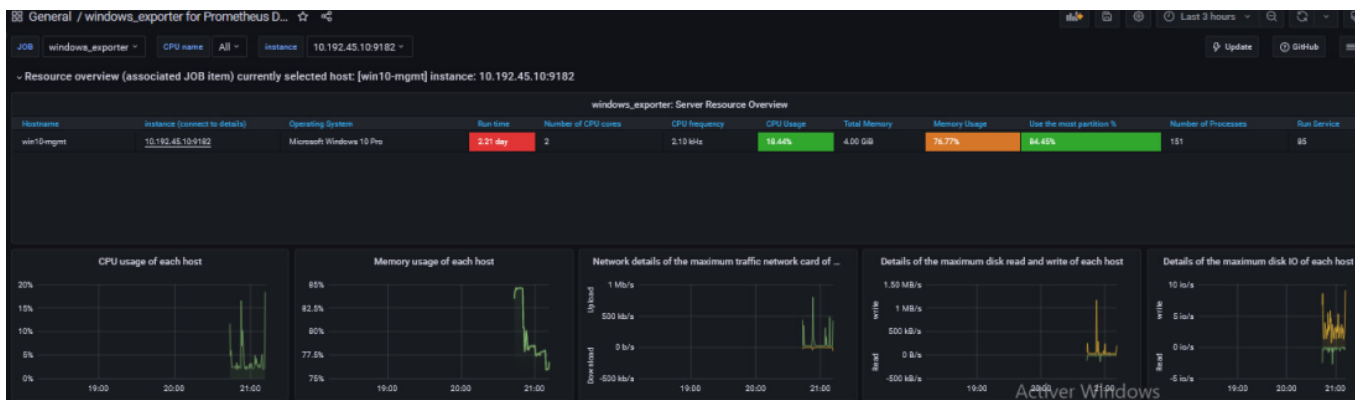 General / windows_exporter for Prometheus D...
Last 3 hours
JOB windows_exporter CPU name All instance 10.192.45.10:9182
Update GitHub
Resource overview (associated JOB item) currently selected host: [win10-mgmt] instance: 10.192.45.10:9182
windows_exporter: Server Resource Overview
Hostname instance (connect to details) Operating System Run time Number of CPU cores CPU frequency CPU Usage Total Memory Memory Usage Use the most partition % Number of Processes Run Service
win10-mgmt 10.192.45.10:9182 Microsoft Windows 10 Pro 2.21 day 2 2.10 kHz 18.44% 4.00 GiB 76.77% 84.45% 151 85
CPU usage of each host
20%
15%
10%
5%
0%
19:00 20:00 21:00
Memory usage of each host
85%
82.5%
80%
77.5%
75%
19:00 20:00 21:00
Network details of the maximum traffic network card of ...
Upload
Download
1 Mb/s
500 kb/s
0 b/s
-500 kb/s
19:00 20:00 21:00
Details of the maximum disk read and write of each host
write
Read
1.50 MB/s
1 MB/s
500 kB/s
0 B/s
-500 kB/s
19:00 20:00 21:00
Details of the maximum disk IO of each host
write
Read
10 io/s
5 io/s
0 io/s
-5 io/s
19:00 20:00 21:00
Activer Windows